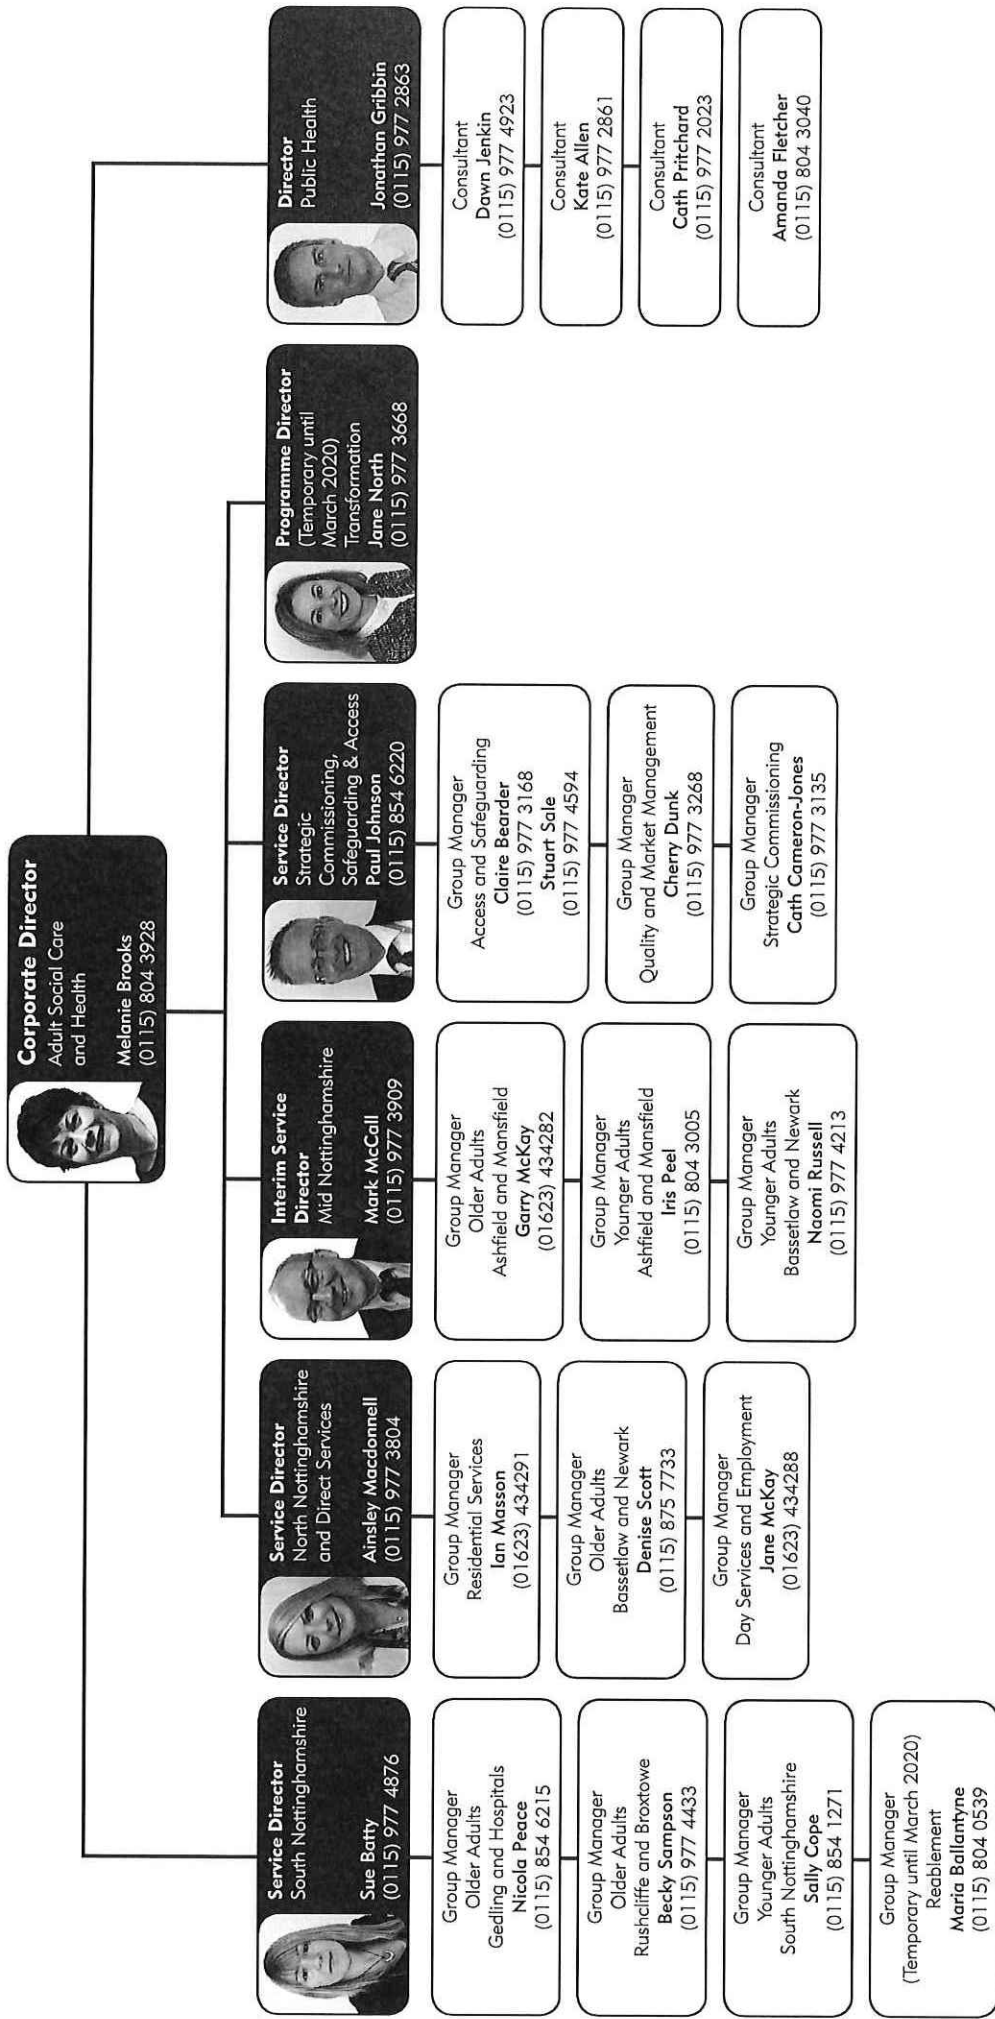 Corporate Director
Adult Social Care
and Health
Melanie Brooks
(0115) 804 3928
Service Director
South Nottinghamshire
Sue Batty
(0115) 977 4876
Group Manager
Older Adults
Gedling and Hospitals
Nicola Peace
(0115) 854 6215
Group Manager
Older Adults
Rushcliffe and Broxtowe
Becky Sampson
(0115) 977 4433
Group Manager
Younger Adults
South Nottinghamshire
Sally Cope
(0115) 854 1271
Group Manager
(Temporary until March 2020)
Reablement
Maria Ballantyne
(0115) 804 0539
Service Director
North Nottinghamshire
and Direct Services
Ainsley Macdonnell
(0115) 977 3804
Group Manager
Residential Services
Ian Masson
(01623) 434291
Group Manager
Older Adults
Bassetlaw and Newark
Denise Scott
(0115) 875 7733
Group Manager
Day Services and Employment
Jane McKay
(01623) 434288
Interim Service
Director
Mid Nottinghamshire
Mark McCall
(0115) 977 3909
Group Manager
Older Adults
Ashfield and Mansfield
Garry McKay
(01623) 434282
Group Manager
Younger Adults
Ashfield and Mansfield
Iris Peel
(0115) 804 3005
Group Manager
Younger Adults
Bassetlaw and Newark
Naomi Russell
(0115) 977 4213
Service Director
Strategic
Commissioning,
Safeguarding & Access
Paul Johnson
(0115) 854 6220
Group Manager
Access and Safeguarding
Claire Bearder
(0115) 977 3168
Stuart Sale
(0115) 977 4594
Group Manager
Quality and Market Management
Cherry Dunk
(0115) 977 3268
Group Manager
Strategic Commissioning
Cath Cameron-Jones
(0115) 977 3135
Programme Director
(Temporary until
March 2020)
Transformation
Jane North
(0115) 977 3668
Director
Public Health
Jonathan Gribbin
(0115) 977 2863
Consultant
Dawn Jenkin
(0115) 977 4923
Consultant
Kate Allen
(0115) 977 2861
Consultant
Cath Pritchard
(0115) 977 2023
Consultant
Amanda Fletcher
(0115) 804 3040